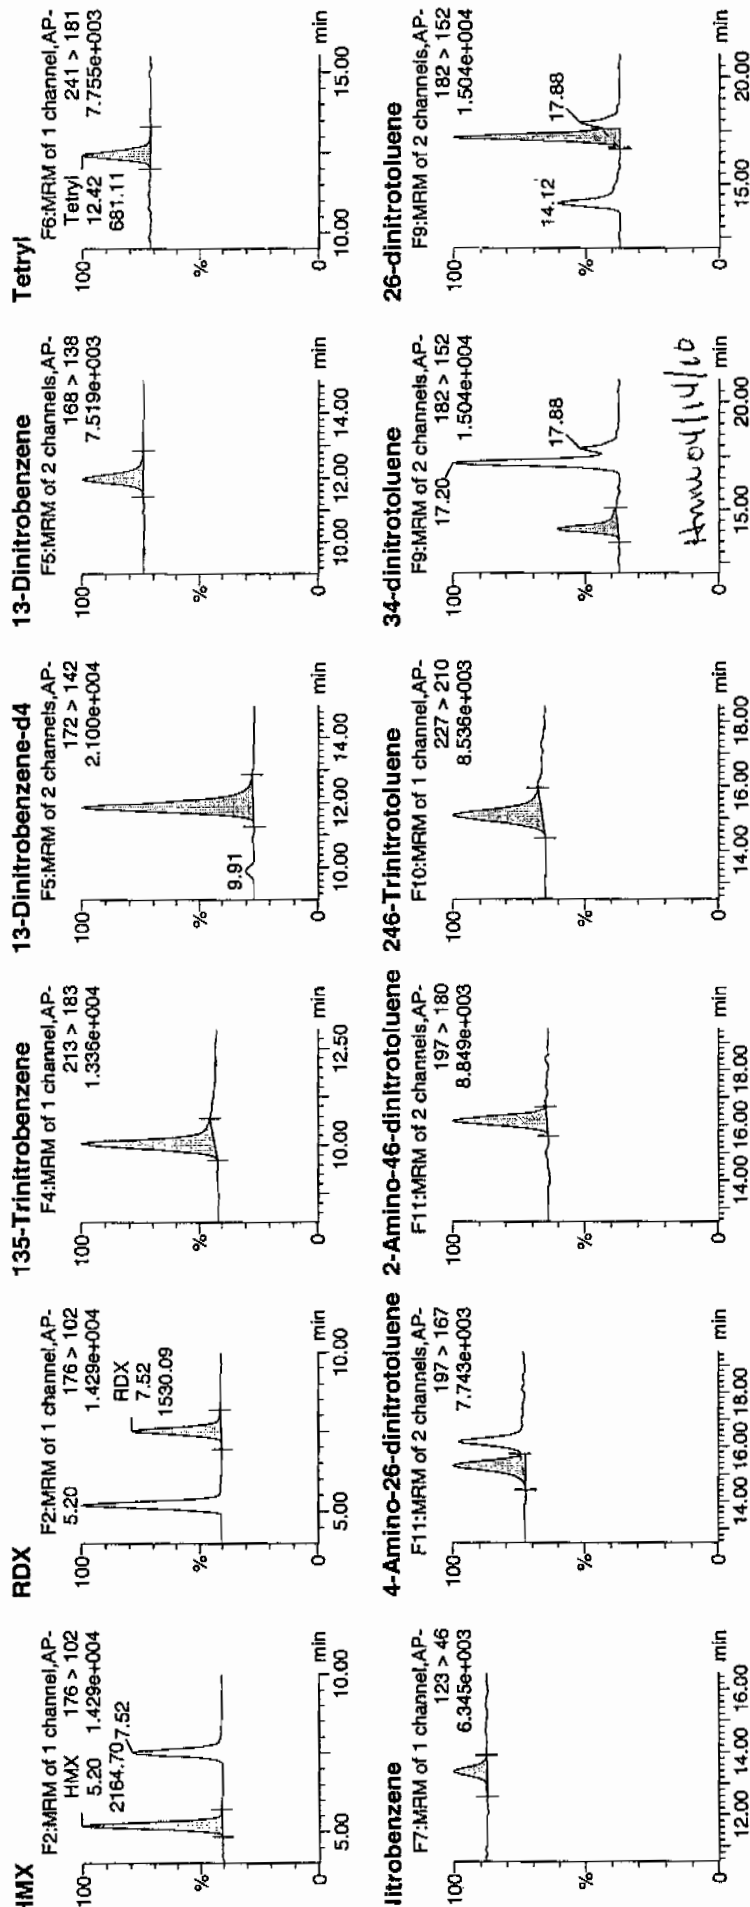 HMX
F2:MRM of 1 channel,AP-
HMX 176 > 102
5.20 1.429e+004
2164.70
7.52
100
%
0
5.00 10.00 min
RDX
F2:MRM of 1 channel,AP-
5.20 176 > 102
1.429e+004
RDX
7.52
1530.09
100
%
0
5.00 10.00 min
135-Trinitrobenzene
F4:MRM of 1 channel,AP-
213 > 183
1.336e+004
100
%
0
10.00 12.50 min
13-Dinitrobenzene-d4
F5:MRM of 2 channels,AP-
172 > 142
2.100e+004
9.91
100
%
0
10.00 12.00 14.00 min
13-Dinitrobenzene
F5:MRM of 2 channels,AP-
168 > 138
7.519e+003
100
%
0
10.00 12.00 14.00 min
Tetryl
F6:MRM of 1 channel,AP-
Tetryl 241 > 181
12.42 7.755e+003
681.11
100
%
0
10.00 15.00 min
Nitrobenzene
F7:MRM of 1 channel,AP-
123 > 46
6.345e+003
100
%
0
12.00 14.00 16.00 min
4-Amino-26-dinitrotoluene
F11:MRM of 2 channels,AP-
197 > 167
7.743e+003
100
%
0
14.00 16.00 18.00 min
2-Amino-46-dinitrotoluene
F11:MRM of 2 channels,AP-
197 > 180
8.849e+003
100
%
0
14.00 16.00 18.00 min
246-Trinitrotoluene
F10:MRM of 1 channel,AP-
227 > 210
8.536e+003
100
%
0
14.00 16.00 18.00 min
34-dinitrotoluene
F9:MRM of 2 channels,AP-
17.20 182 > 152
1.504e+004
17.88
100
%
0
15.00 20.00 min
04/14/10
26-dinitrotoluene
F9:MRM of 2 channels,AP-
182 > 152
1.504e+004
14.12
17.88
100
%
0
15.00 20.00 min